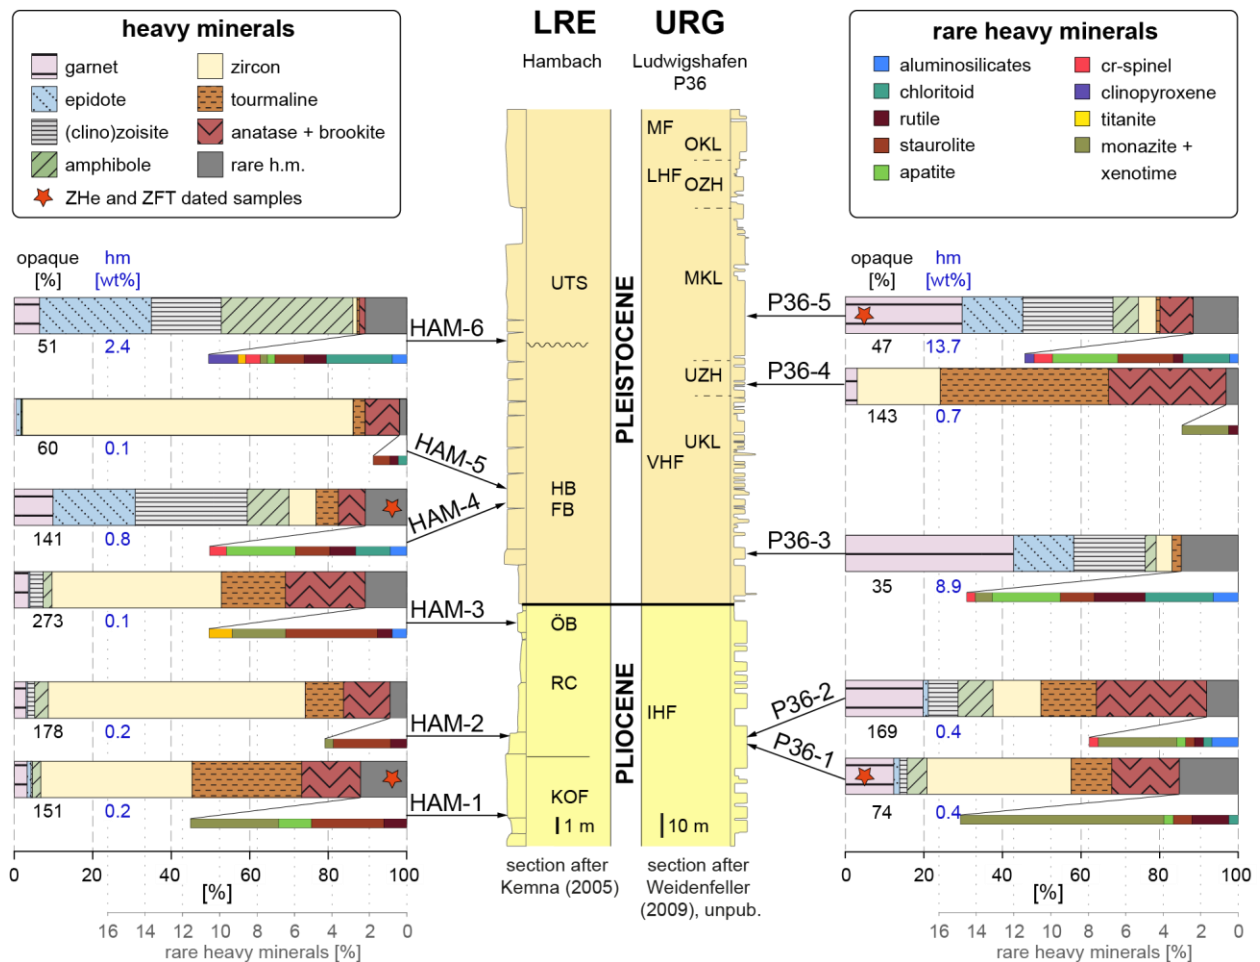 heavy minerals
garnet
zircon
epidote
tourmaline
(clino)zoisite
anatase + brookite
amphibole
rare h.m.
ZHe and ZFT dated samples
LRE
URG
Hambach
Ludwigshafen
P36
rare heavy minerals
aluminosilicates
cr-spinel
chloritoid
clinopyroxene
rutile
titanite
staurolite
monazite +
xenotime
apatite
opaque
[%]
hm
[wt%]
51
2.4
HAM-6
60
0.1
HAM-5
141
0.8
HAM-4
273
0.1
HAM-3
178
0.2
HAM-2
151
0.2
HAM-1
0
20
40
60
80
100
[%]
16
14
12
10
8
6
4
2
0
rare heavy minerals [%]
UTS
HB
FB
ÖB
RC
KOF
1 m
section after
Kemna (2005)
PLEISTOCENE
PLIOCENE
MF
OKL
LHF
OZH
MKL
UZH
UKL
VHF
IHF
10 m
section after
Weidenfeller
(2009), unpub.
opaque
[%]
hm
[wt%]
P36-5
47
13.7
P36-4
143
0.7
P36-3
35
8.9
P36-2
169
0.4
P36-1
74
0.4
0
20
40
60
80
100
[%]
16
14
12
10
8
6
4
2
0
rare heavy minerals [%]